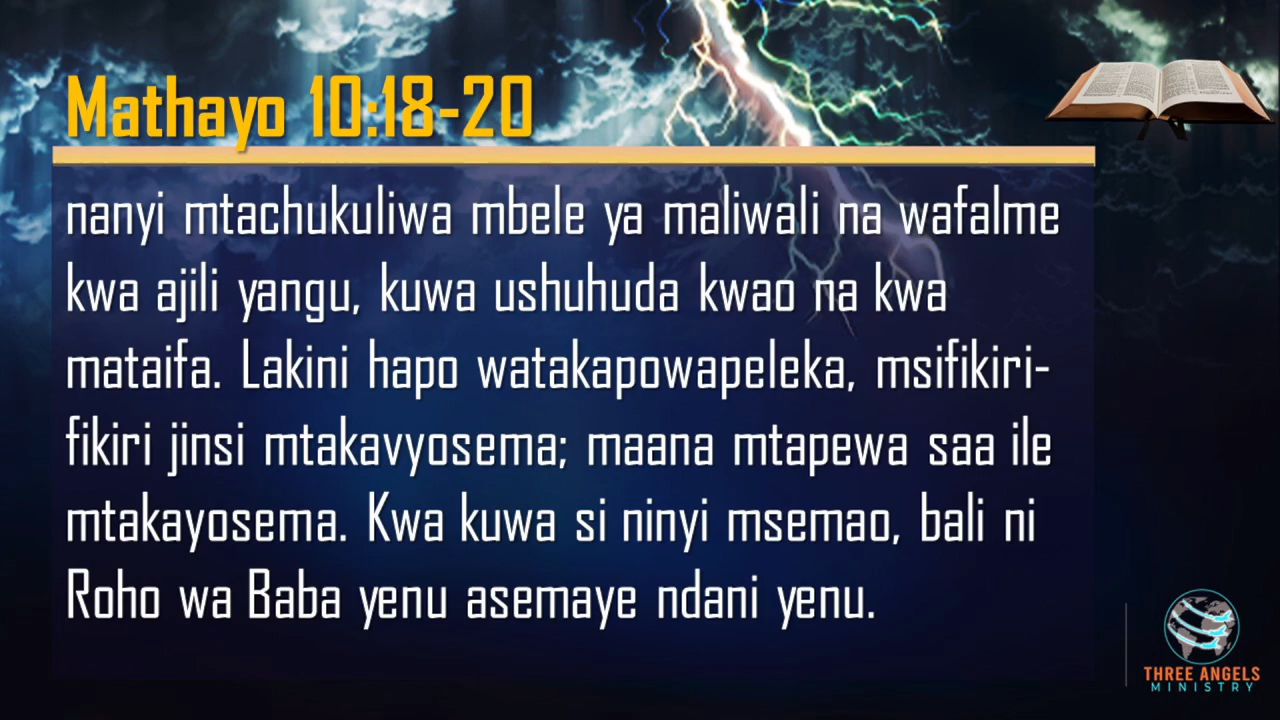 Mathayo 10:18-20
nanyi mtachukuliwa mbele ya maliwali na wafalme
kwa ajili yangu, kuwa ushuhuda kwao na kwa
mataifa. Lakini hapo watakapowapeleka, msifikiri-
fikiri jinsi mtakavyosema; maana mtapewa saa ile
mtakayosema. Kwa kuwa si ninyi msemao, bali ni
Roho wa Baba yenu asemaye ndani yenu.
THREE ANGELS
MINISTRY